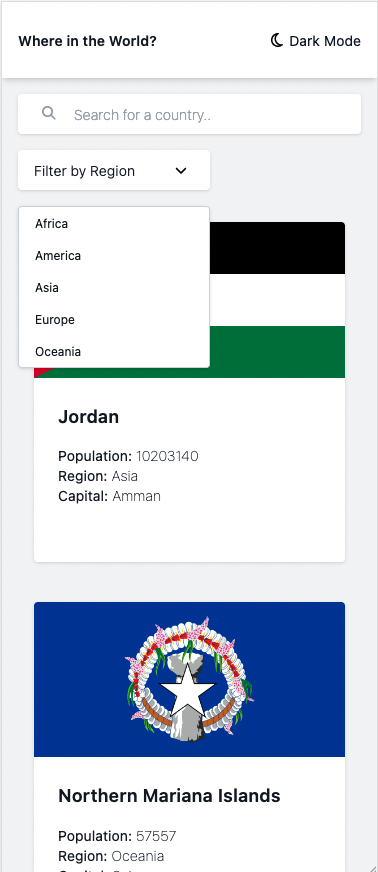 Where in the World?
Dark Mode
Search for a country..
Filter by Region
Africa
America
Asia
Europe
Oceania
Jordan
Population: 10203140
Region: Asia
Capital: Amman
Northern Mariana Islands
Population: 57557
Region: Oceania